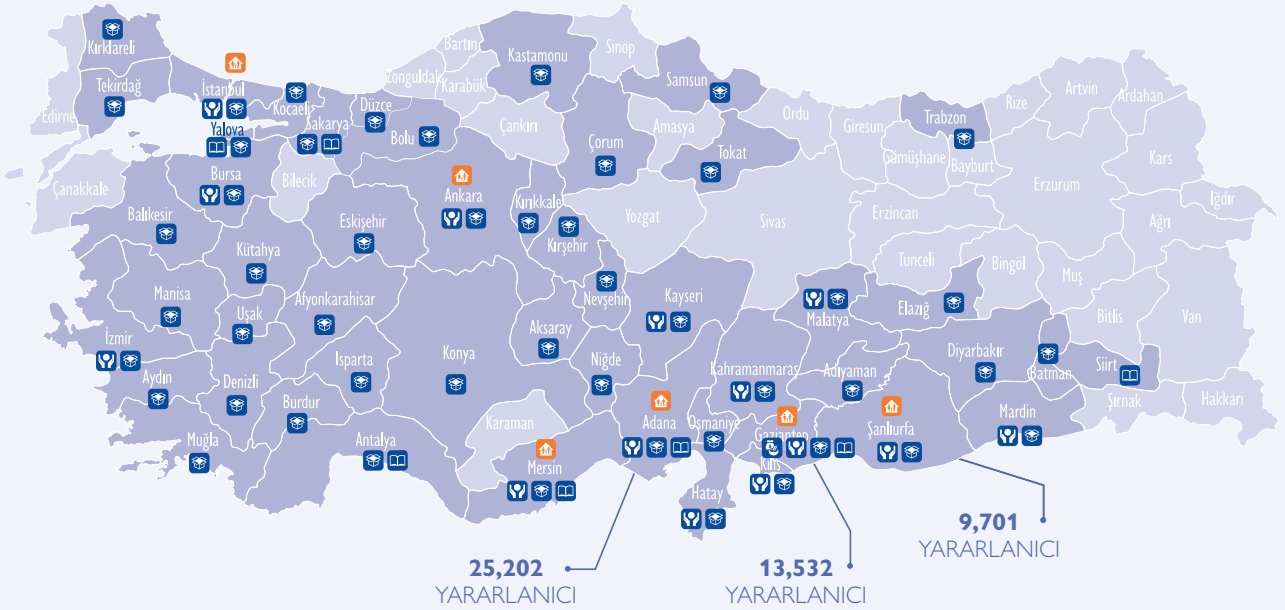 Kırklareli
Tekirdağ
Edirne
İstanbul
Kocaeli
Yalova
Sakarya
Düzce
Bolu
Zonguldak
Bartın
Karabük
Kastamonu
Sinop
Çankırı
Samsun
Çorum
Amasya
Tokat
Ordu
Giresun
Trabzon
Gümüşhane
Bayburt
Rize
Artvin
Ardahan
Kars
Iğdır
Ağrı
Erzurum
Erzincan
Çanakkale
Bursa
Bilecik
Balıkesir
Kütahya
Eskişehir
Ankara
Kırıkkale
Kırşehir
Yozgat
Sivas
Tunceli
Bingöl
Muş
Bitlis
Van
Manisa
Uşak
Afyonkarahisar
Nevşehir
Kayseri
Malatya
Elazığ
İzmir
Aydın
Denizli
Isparta
Konya
Aksaray
Niğde
Kahramanmaraş
Adıyaman
Diyarbakır
Batman
Siirt
Şırnak
Hakkari
Muğla
Burdur
Antalya
Karaman
Mersin
Adana
Osmaniye
Gaziantep
Kilis
Hatay
Şanlıurfa
Mardin
25,202
YARARLANICI
13,532
YARARLANICI
9,701
YARARLANICI